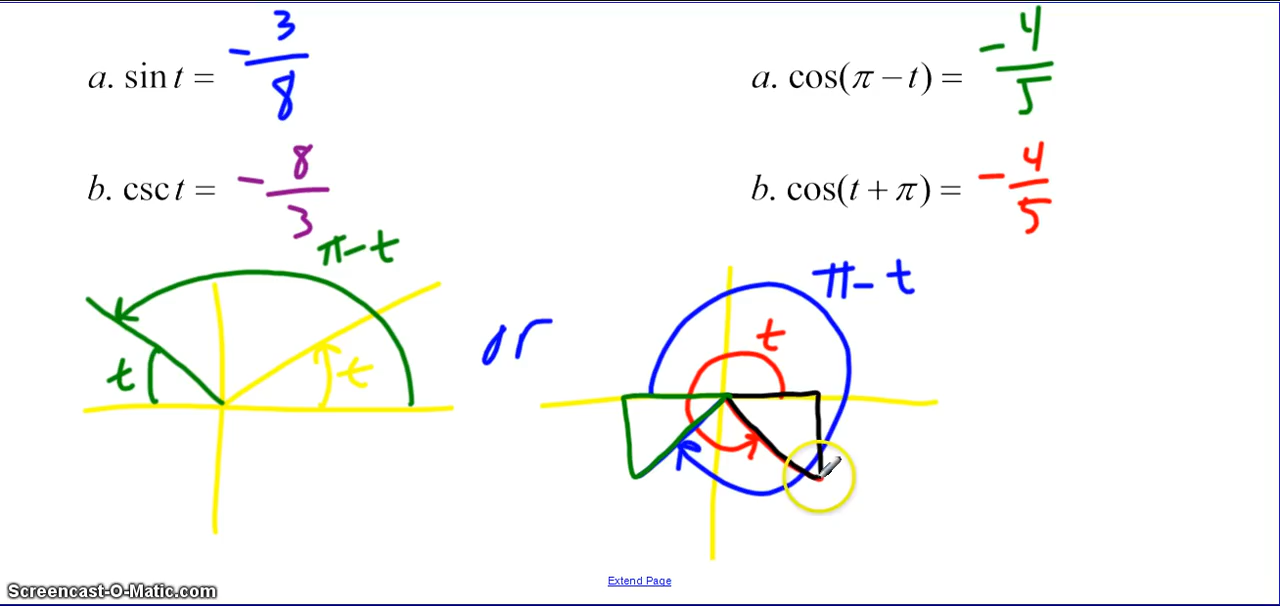 a. sin t = -3/8
a. cos(π − t) = -4/5
b. csc t = -8/3
b. cos(t + π) = -4/5
π-t
t
t
or
π-t
t
Extend Page
Screencast-O-Matic.com